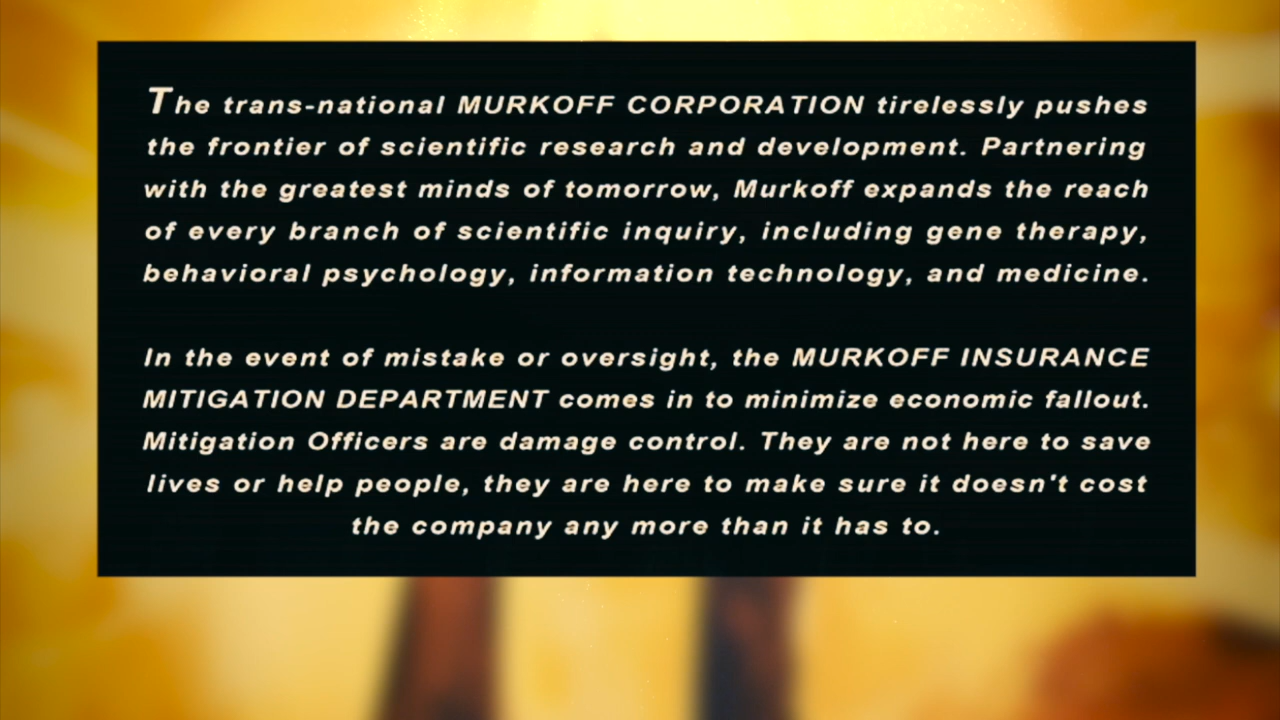 The trans-national MURKOFF CORPORATION tirelessly pushes
the frontier of scientific research and development. Partnering
with the greatest minds of tomorrow, Murkoff expands the reach
of every branch of scientific inquiry, including gene therapy,
behavioral psychology, information technology, and medicine.
In the event of mistake or oversight, the MURKOFF INSURANCE
MITIGATION DEPARTMENT comes in to minimize economic fallout.
Mitigation Officers are damage control. They are not here to save
lives or help people, they are here to make sure it doesn't cost
the company any more than it has to.